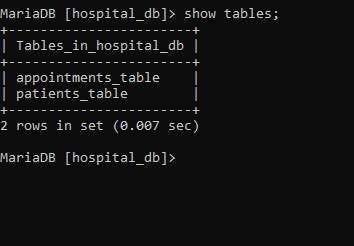 MariaDB [hospital_db]> show tables;
+-----------------------+
| Tables_in_hospital_db |
+-----------------------+
| appointments_table    |
| patients_table        |
+-----------------------+
2 rows in set (0.007 sec)
MariaDB [hospital_db]>